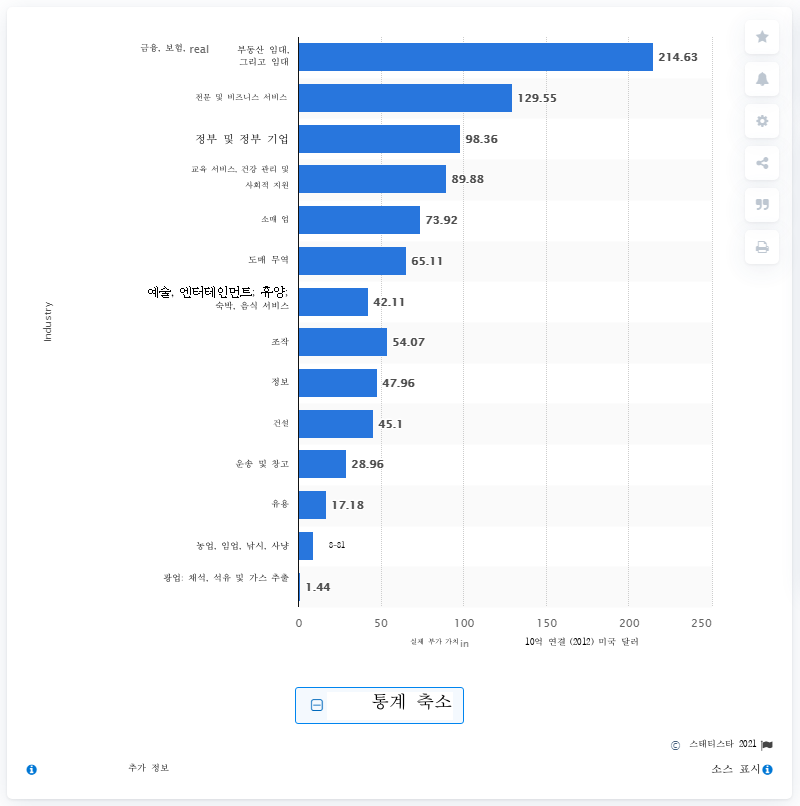 금융, 보험, real 부동산 임대,
그리고 임대
214.63
전문 및 비즈니스 서비스
129.55
정부 및 정부 기업
98.36
교육 서비스, 건강 관리 및
사회적 지원
89.88
소매 업
73.92
도매 무역
65.11
예술, 엔터테인먼트; 휴양;
숙박, 음식 서비스
42.11
조작
54.07
정보
47.96
건설
45.1
운송 및 창고
28.96
유용
17.18
농업, 임업, 낚시, 사냥
8-81
광업: 채석, 석유 및 가스 추출
1.44
Industry
0 50 100 150 200 250
실제 부가 가치 in 10억 연결 (2012) 미국 달러
통계 축소
© 스태티스타 2021
추가 정보
소스 표시